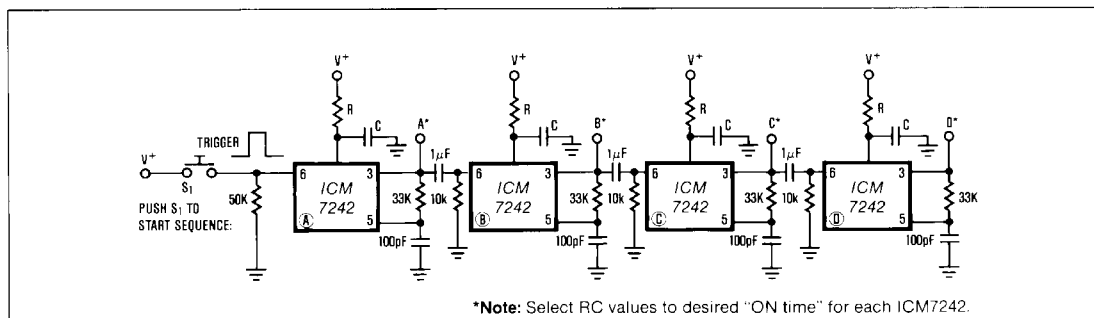 V+ V+ V+ V+
R R R R
TRIGGER C A* C B* C C* C D*
V+ 1μF 1μF 1μF
S1 6 ICM 7242 3 6 ICM 7242 3 6 ICM 7242 3 6 ICM 7242 3
PUSH S1 TO
START SEQUENCE:
50K A 5 33K 10k B 5 33K 10k C 5 33K 10k D 5 33K
100pF 100pF 100pF 100pF
*Note: Select RC values to desired "ON time" for each ICM7242.